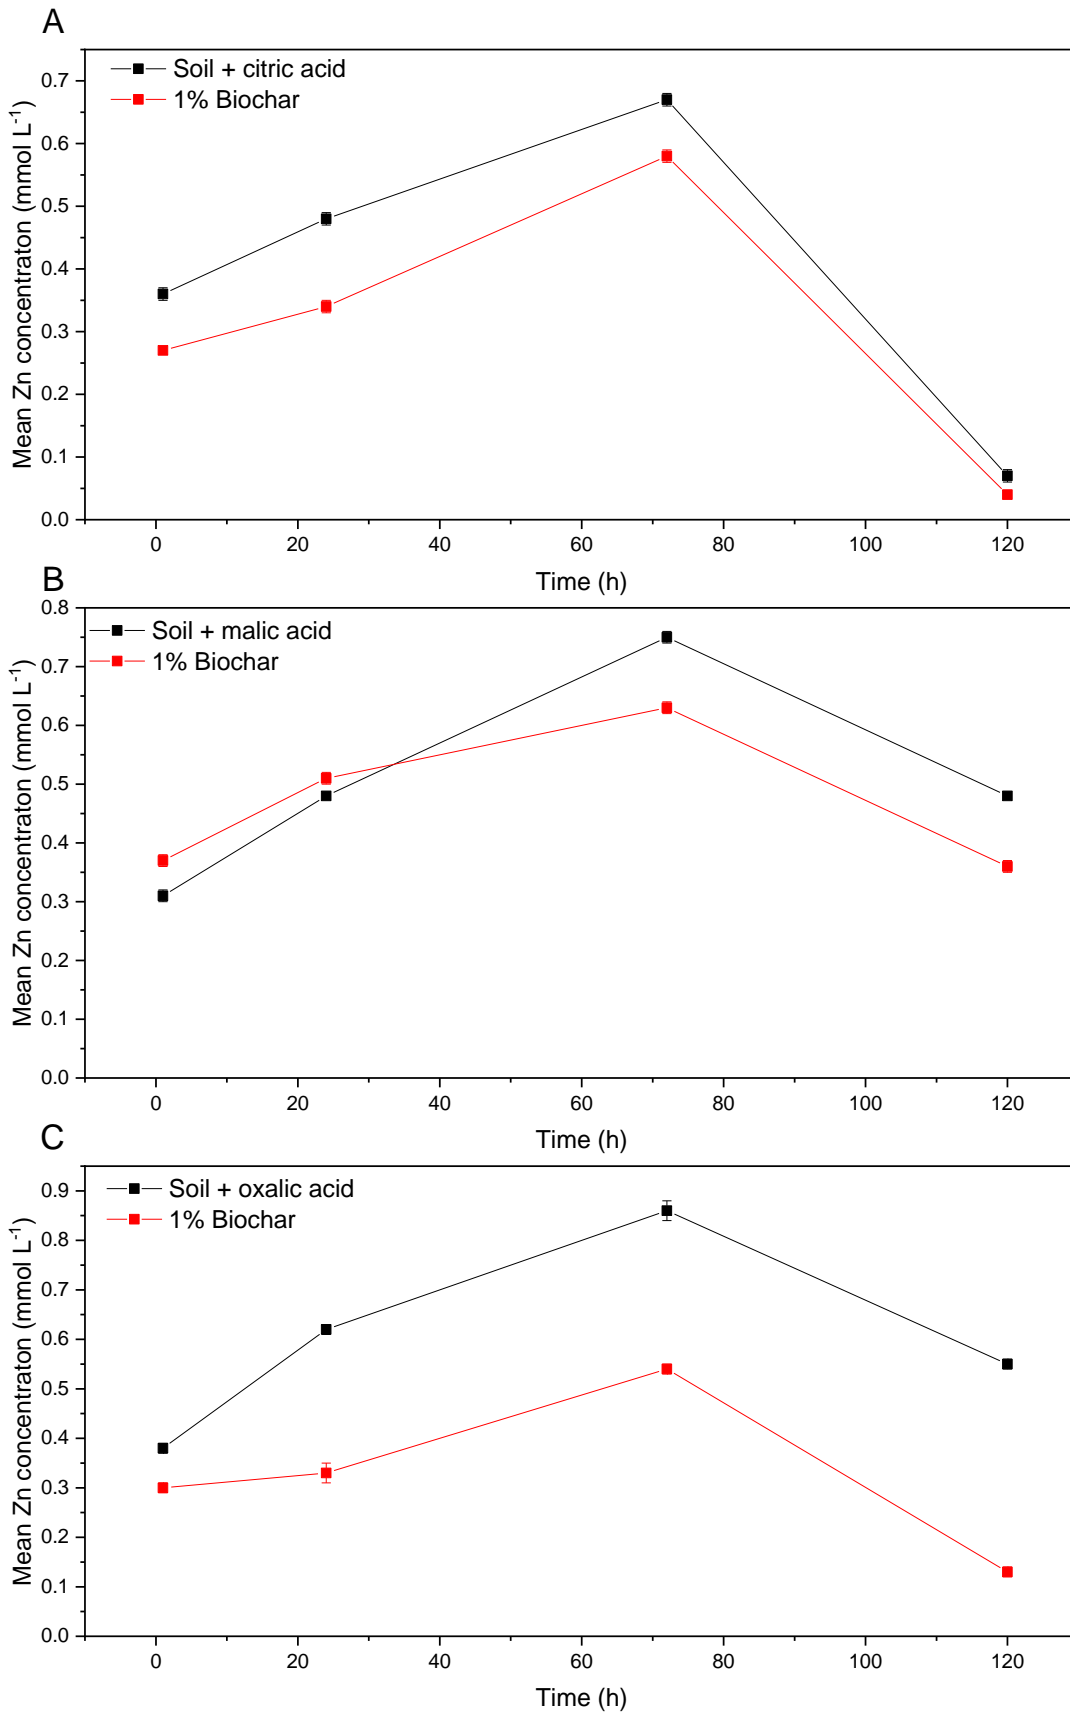 A
Soil + citric acid
1% Biochar
0.7
0.6
0.5
0.4
0.3
0.2
0.1
0.0
Mean Zn concentraton (mmol L⁻¹)
0 20 40 60 80 100 120
Time (h)
B
Soil + malic acid
1% Biochar
0.8
0.7
0.6
0.5
0.4
0.3
0.2
0.1
0.0
Mean Zn concentraton (mmol L⁻¹)
0 20 40 60 80 100 120
Time (h)
C
Soil + oxalic acid
1% Biochar
0.9
0.8
0.7
0.6
0.5
0.4
0.3
0.2
0.1
0.0
Mean Zn concentraton (mmol L⁻¹)
0 20 40 60 80 100 120
Time (h)